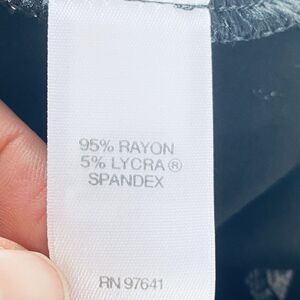 95% RAYON
5% LYCRA®
SPANDEX
RN 97641